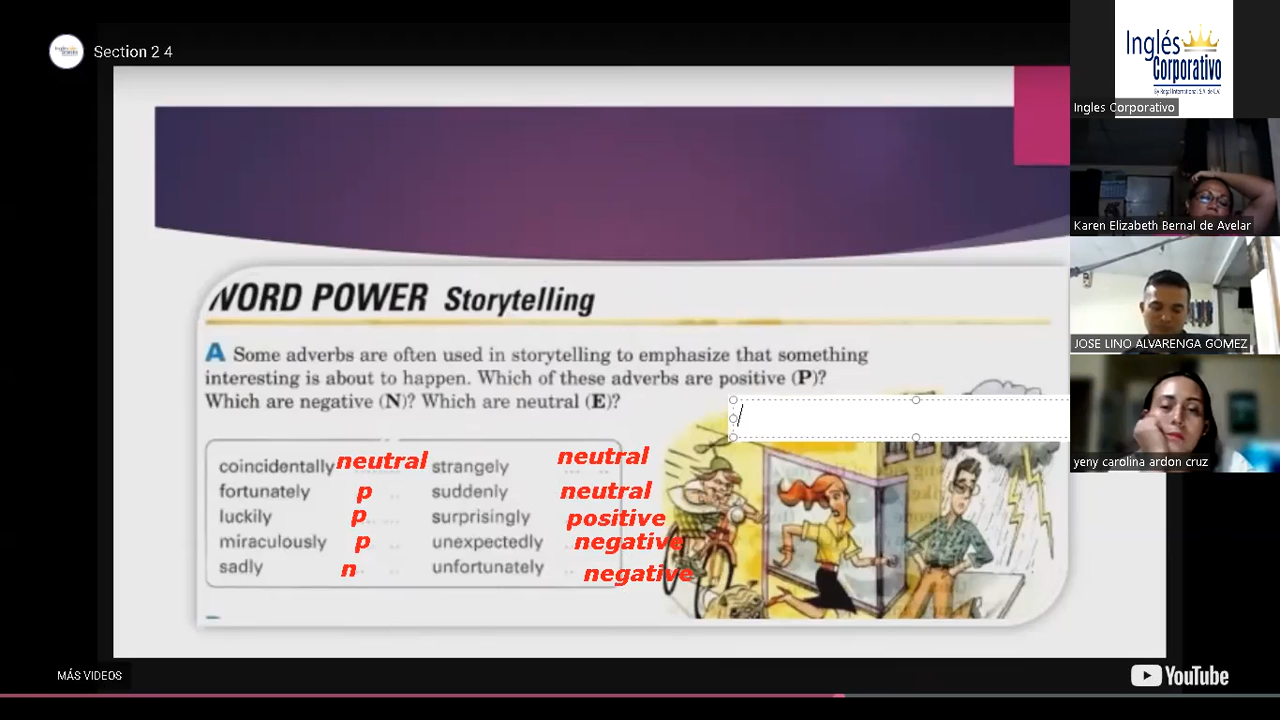 Section 2 4
Inglés
Corporativo
Ingles Corporativo
Karen Elizabeth Bernal de Avelar
JOSE LINO ALVARENGA GÓMEZ
yeny carolina ardon cruz
WORD POWER Storytelling
A Some adverbs are often used in storytelling to emphasize that something
interesting is about to happen. Which of these adverbs are positive (P)?
Which are negative (N)? Which are neutral (E)?
coincidentally neutral strangely neutral
fortunately p suddenly neutral
luckily p surprisingly positive
miraculously p unexpectedly negative
sadly n unfortunately negative
MÁS VIDEOS
YouTube